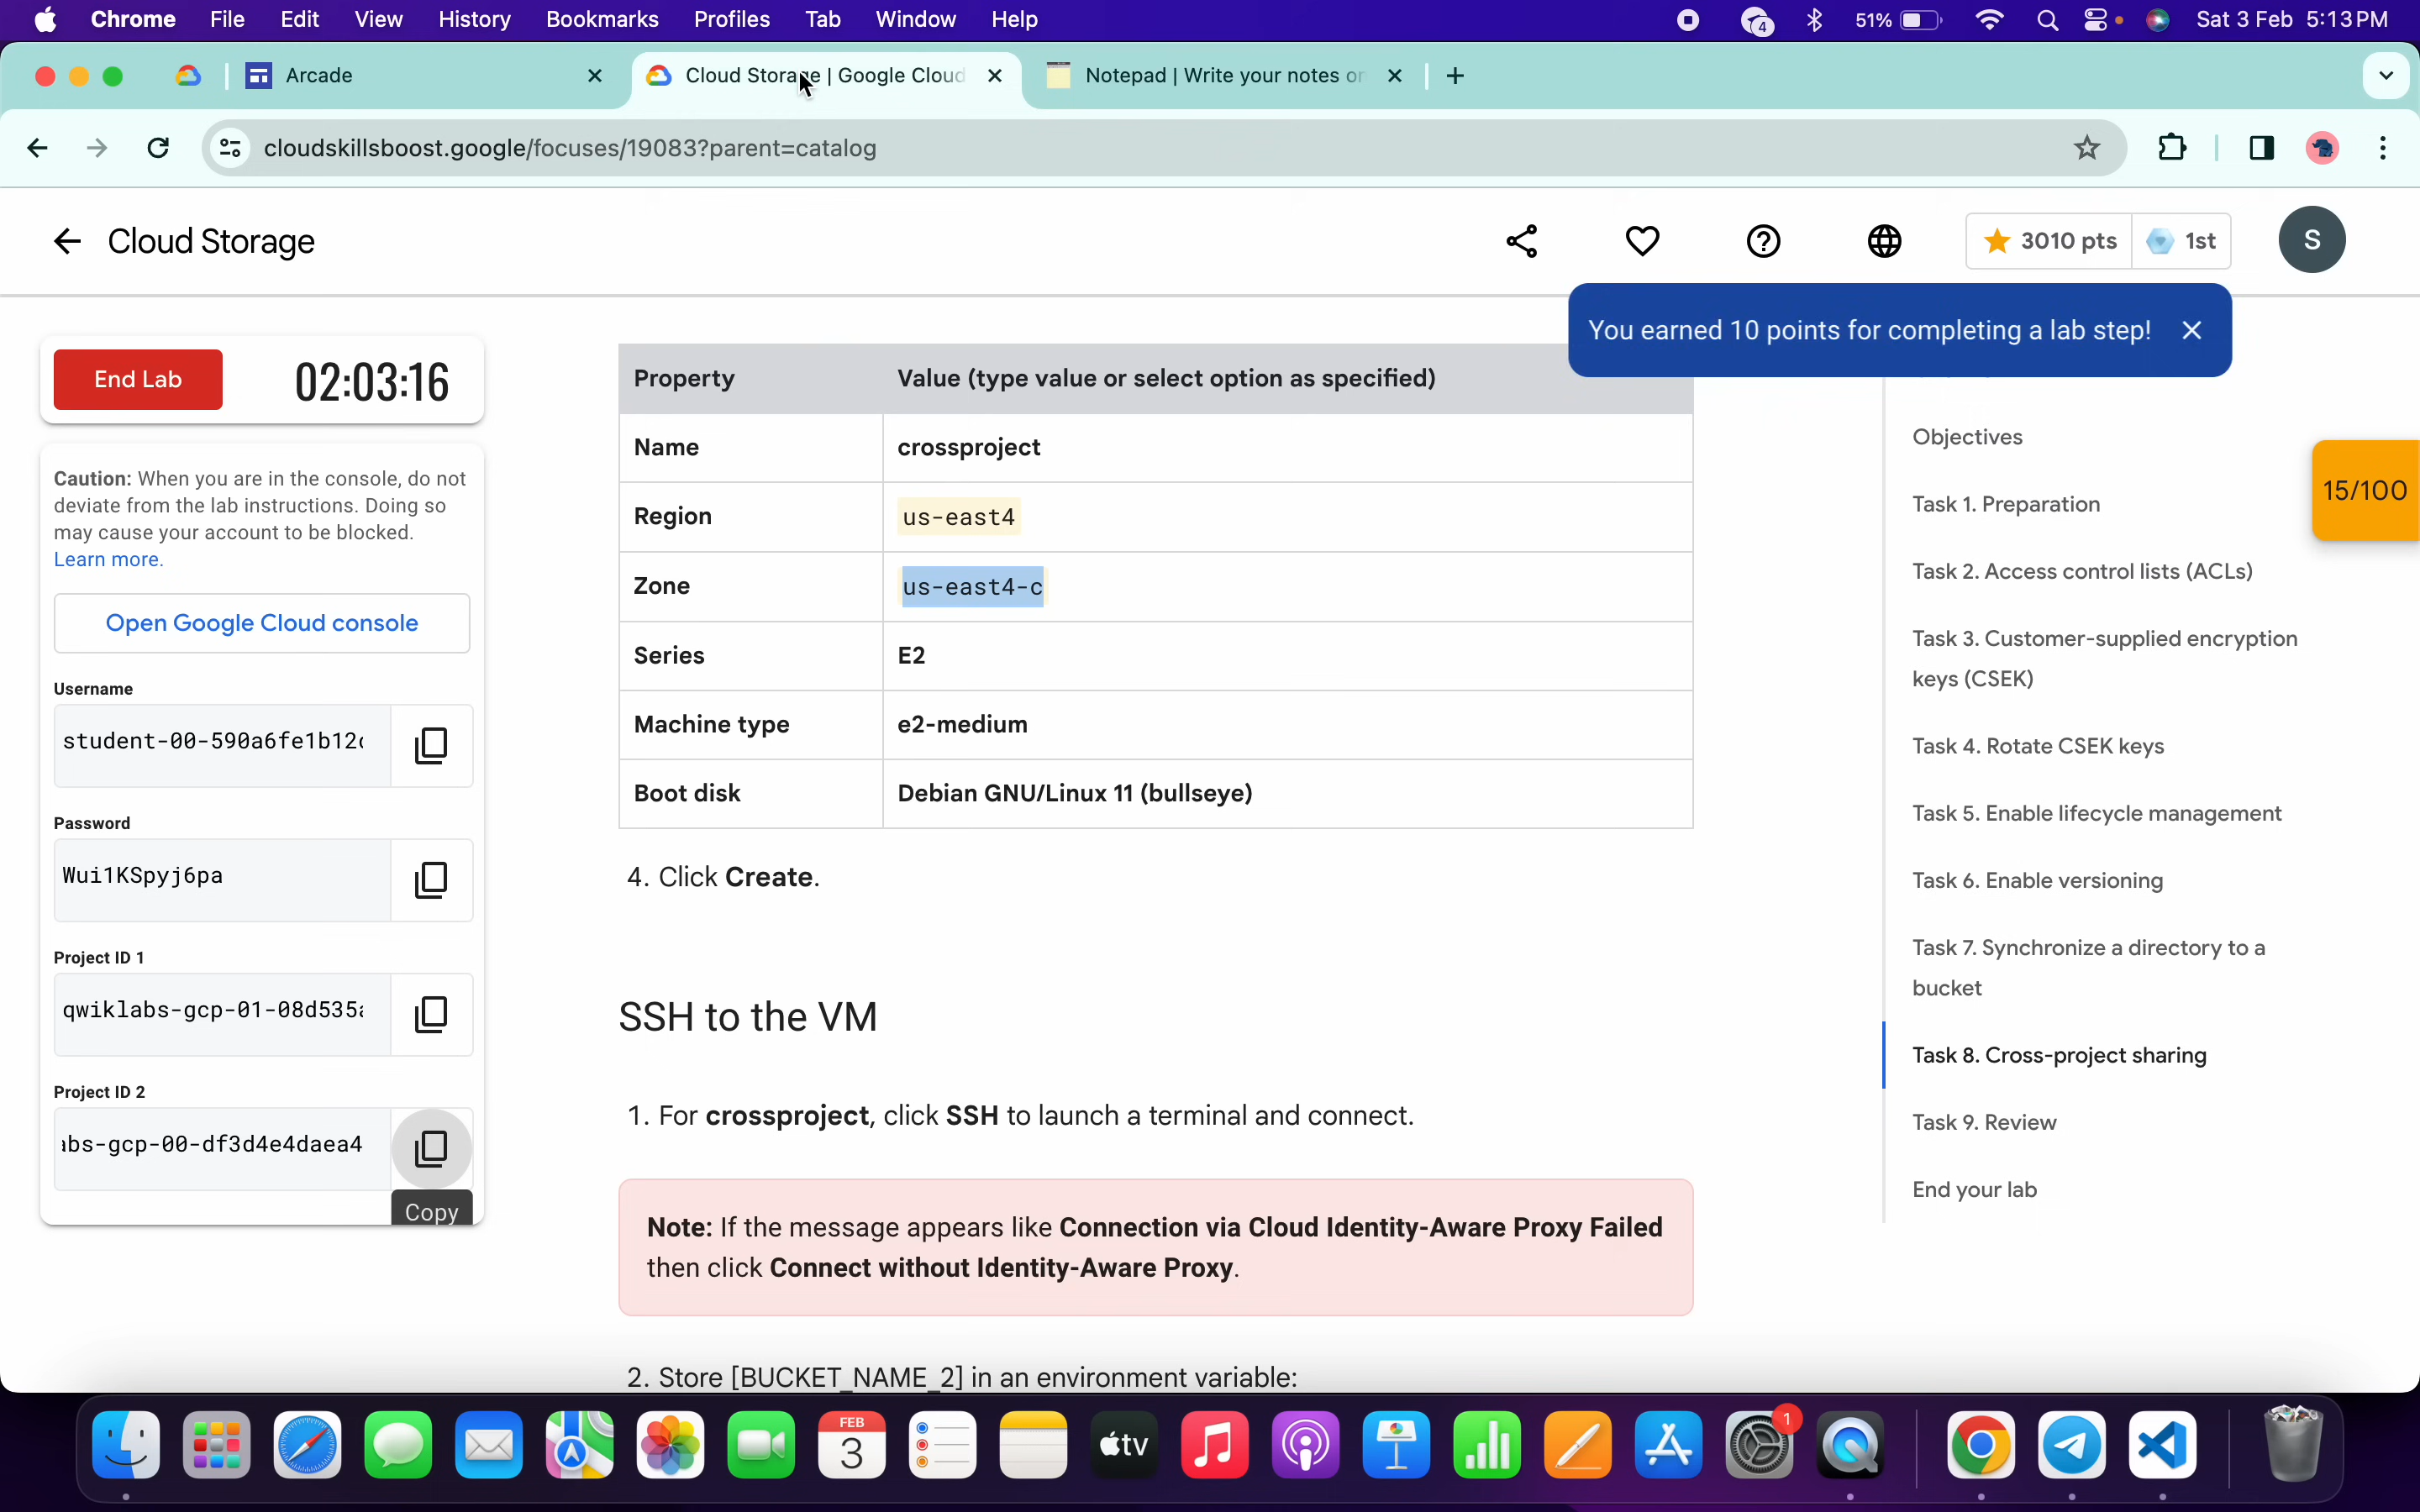 Chrome File Edit View History Bookmarks Profiles Tab Window Help 4 51% Sat 3 Feb 5:13 PM
Arcade Cloud Storage | Google Cloud Notepad | Write your notes on
cloudskillsboost.google/focuses/19083?parent=catalog
Cloud Storage 3010 pts 1st S
You earned 10 points for completing a lab step!
End Lab 02:03:16
Caution: When you are in the console, do not
deviate from the lab instructions. Doing so
may cause your account to be blocked.
Learn more.
Open Google Cloud console
Username
student-00-590a6fe1b12
Password
Wui1KSpyj6pa
Project ID 1
qwiklabs-gcp-01-08d535
Project ID 2
abs-gcp-00-df3d4e4daea4
Copy
Property Value (type value or select option as specified)
Name crossproject
Region us-east4
Zone us-east4-c
Series E2
Machine type e2-medium
Boot disk Debian GNU/Linux 11 (bullseye)
4. Click Create.
SSH to the VM
1. For crossproject, click SSH to launch a terminal and connect.
Note: If the message appears like Connection via Cloud Identity-Aware Proxy Failed
then click Connect without Identity-Aware Proxy.
2. Store [BUCKET_NAME_2] in an environment variable:
Objectives
Task 1. Preparation
Task 2. Access control lists (ACLs)
Task 3. Customer-supplied encryption
keys (CSEK)
Task 4. Rotate CSEK keys
Task 5. Enable lifecycle management
Task 6. Enable versioning
Task 7. Synchronize a directory to a
bucket
Task 8. Cross-project sharing
Task 9. Review
End your lab
15/100
FEB
3
tv
1